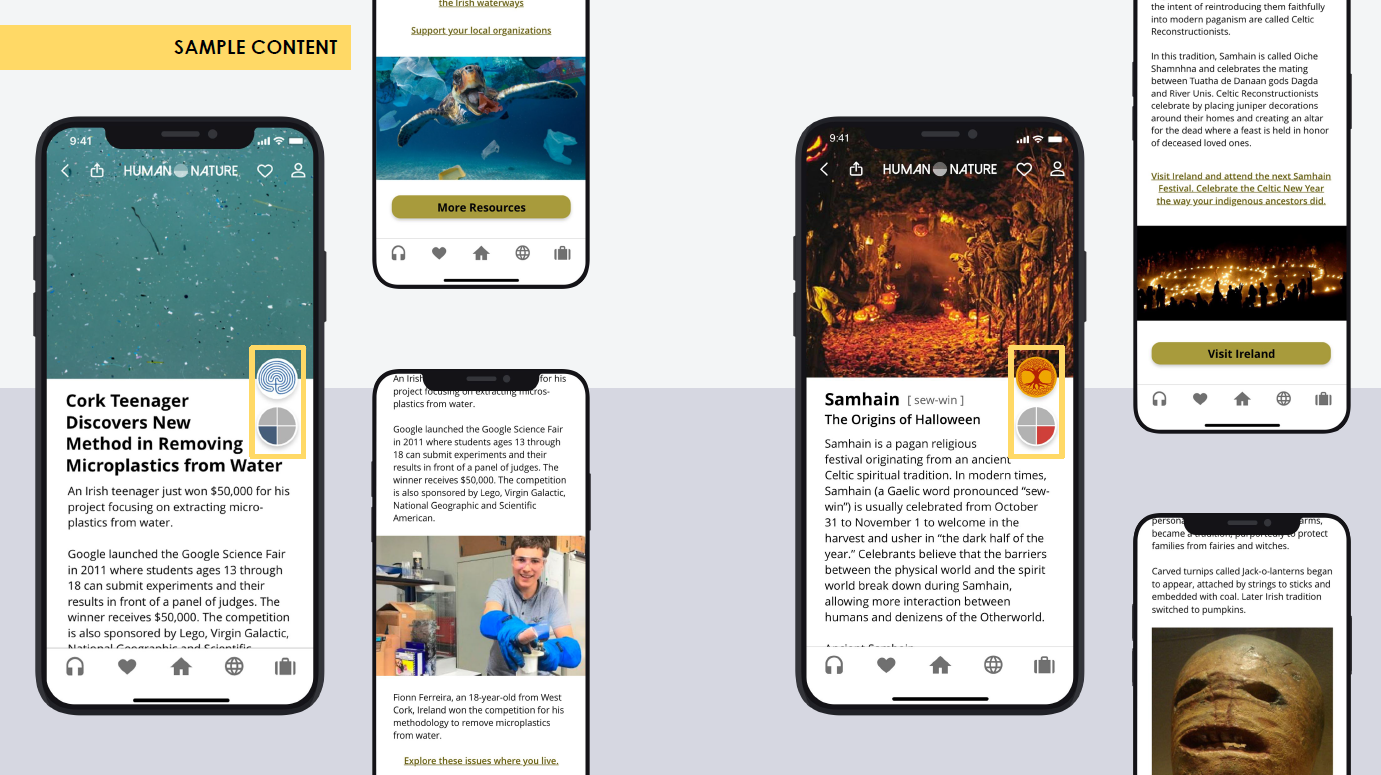 SAMPLE CONTENT
9:41
HUMAN NATURE
Cork Teenager
Discovers New
Method in Removing
Microplastics from Water
An Irish teenager just won $50,000 for his
project focusing on extracting micro-
plastics from water.
Google launched the Google Science Fair
in 2011 where students ages 13 through
18 can submit experiments and their
results in front of a panel of judges. The
winner receives $50,000. The competition
is also sponsored by Lego, Virgin Galactic,
National Geographic and Scientific
the Irish waterways
Support your local organizations
More Resources
An Irish
for his
project focusing on extracting micros-
plastics from water.
Google launched the Google Science Fair
in 2011 where students ages 13 through
18 can submit experiments and their
results in front of a panel of judges. The
winner receives $50,000. The competition
is also sponsored by Lego, Virgin Galactic,
National Geographic and Scientific
American.
Fionn Ferreira, an 18-year-old from West
Cork, Ireland won the competition for his
methodology to remove microplastics
from water.
Explore these issues where you live.
9:41
HUMAN NATURE
Samhain [ sew-win ]
The Origins of Halloween
Samhain is a pagan religious
festival originating from an ancient
Celtic spiritual tradition. In modern times,
Samhain (a Gaelic word pronounced “sew-
win”) is usually celebrated from October
31 to November 1 to welcome in the
harvest and usher in “the dark half of the
year.” Celebrants believe that the barriers
between the physical world and the spirit
world break down during Samhain,
allowing more interaction between
humans and denizens of the Otherworld.
Ancient Samhain
the intent of reintroducing them faithfully
into modern paganism are called Celtic
Reconstructionists.
In this tradition, Samhain is called Oiche
Shamnhna and celebrates the mating
between Tuatha de Danaan gods Dagda
and River Unis. Celtic Reconstructionists
celebrate by placing juniper decorations
around their homes and creating an altar
for the dead where a feast is held in honor
of deceased loved ones.
Visit Ireland and attend the next Samhain
Festival. Celebrate the Celtic New Year
the way your indigenous ancestors did.
Visit Ireland
became a tradition, purportedly to protect
families from fairies and witches.
Carved turnips called Jack-o-lanterns began
to appear, attached by strings to sticks and
embedded with coal. Later Irish tradition
switched to pumpkins.